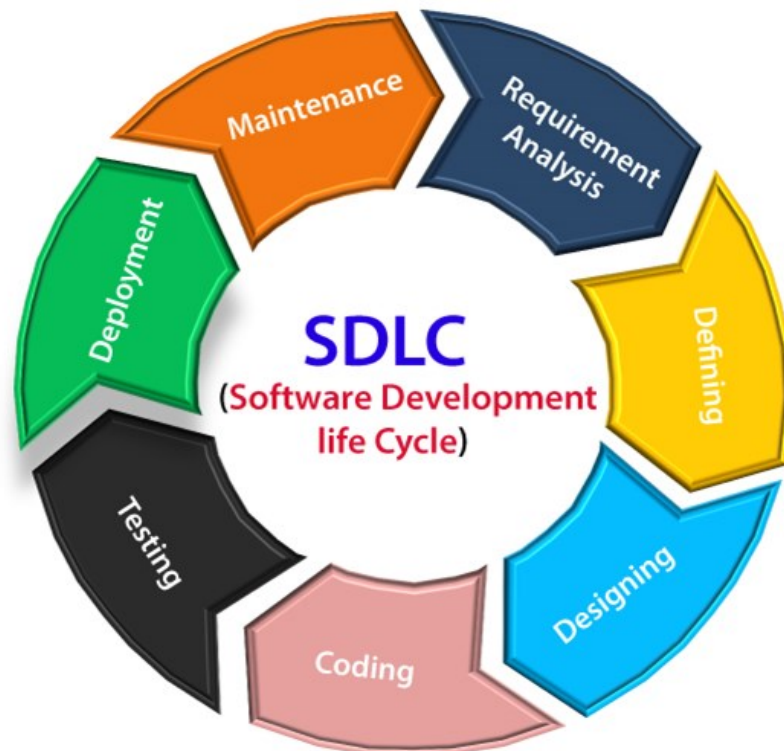 SDLC
(Software Development
life Cycle)
Requirement
Analysis
Defining
Designing
Coding
Testing
Deployment
Maintenance